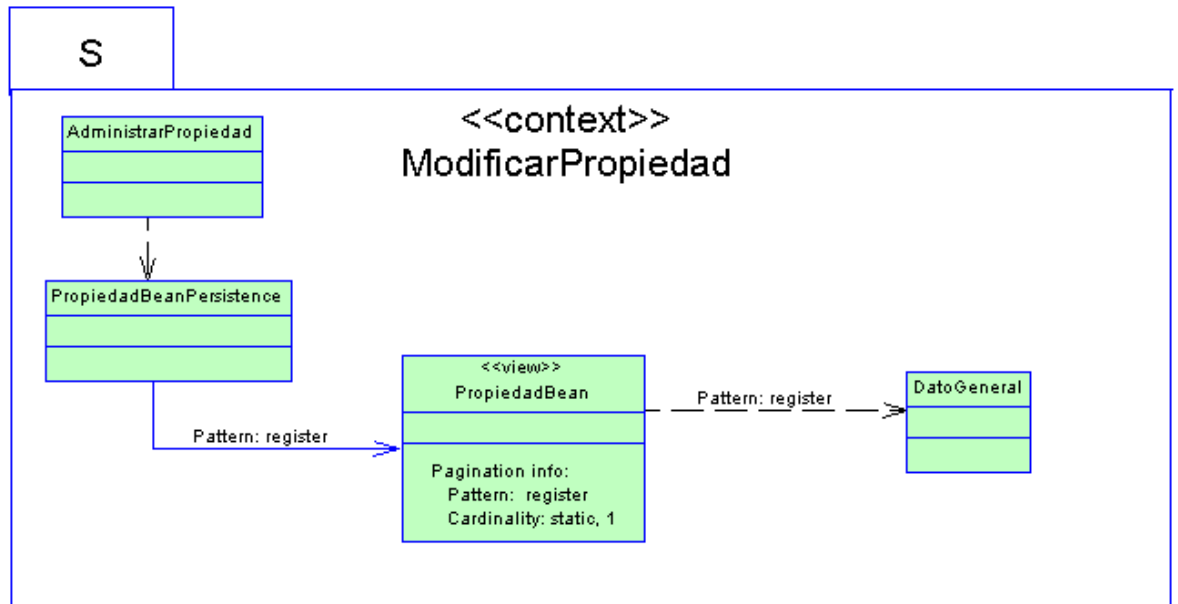 S
<<context>>
ModificarPropiedad
AdministrarPropiedad
PropiedadBeanPersistence
Pattern: register
<<view>>
PropiedadBean
Pagination info:
Pattern: register
Cardinality: static, 1
Pattern: register
DatoGeneral